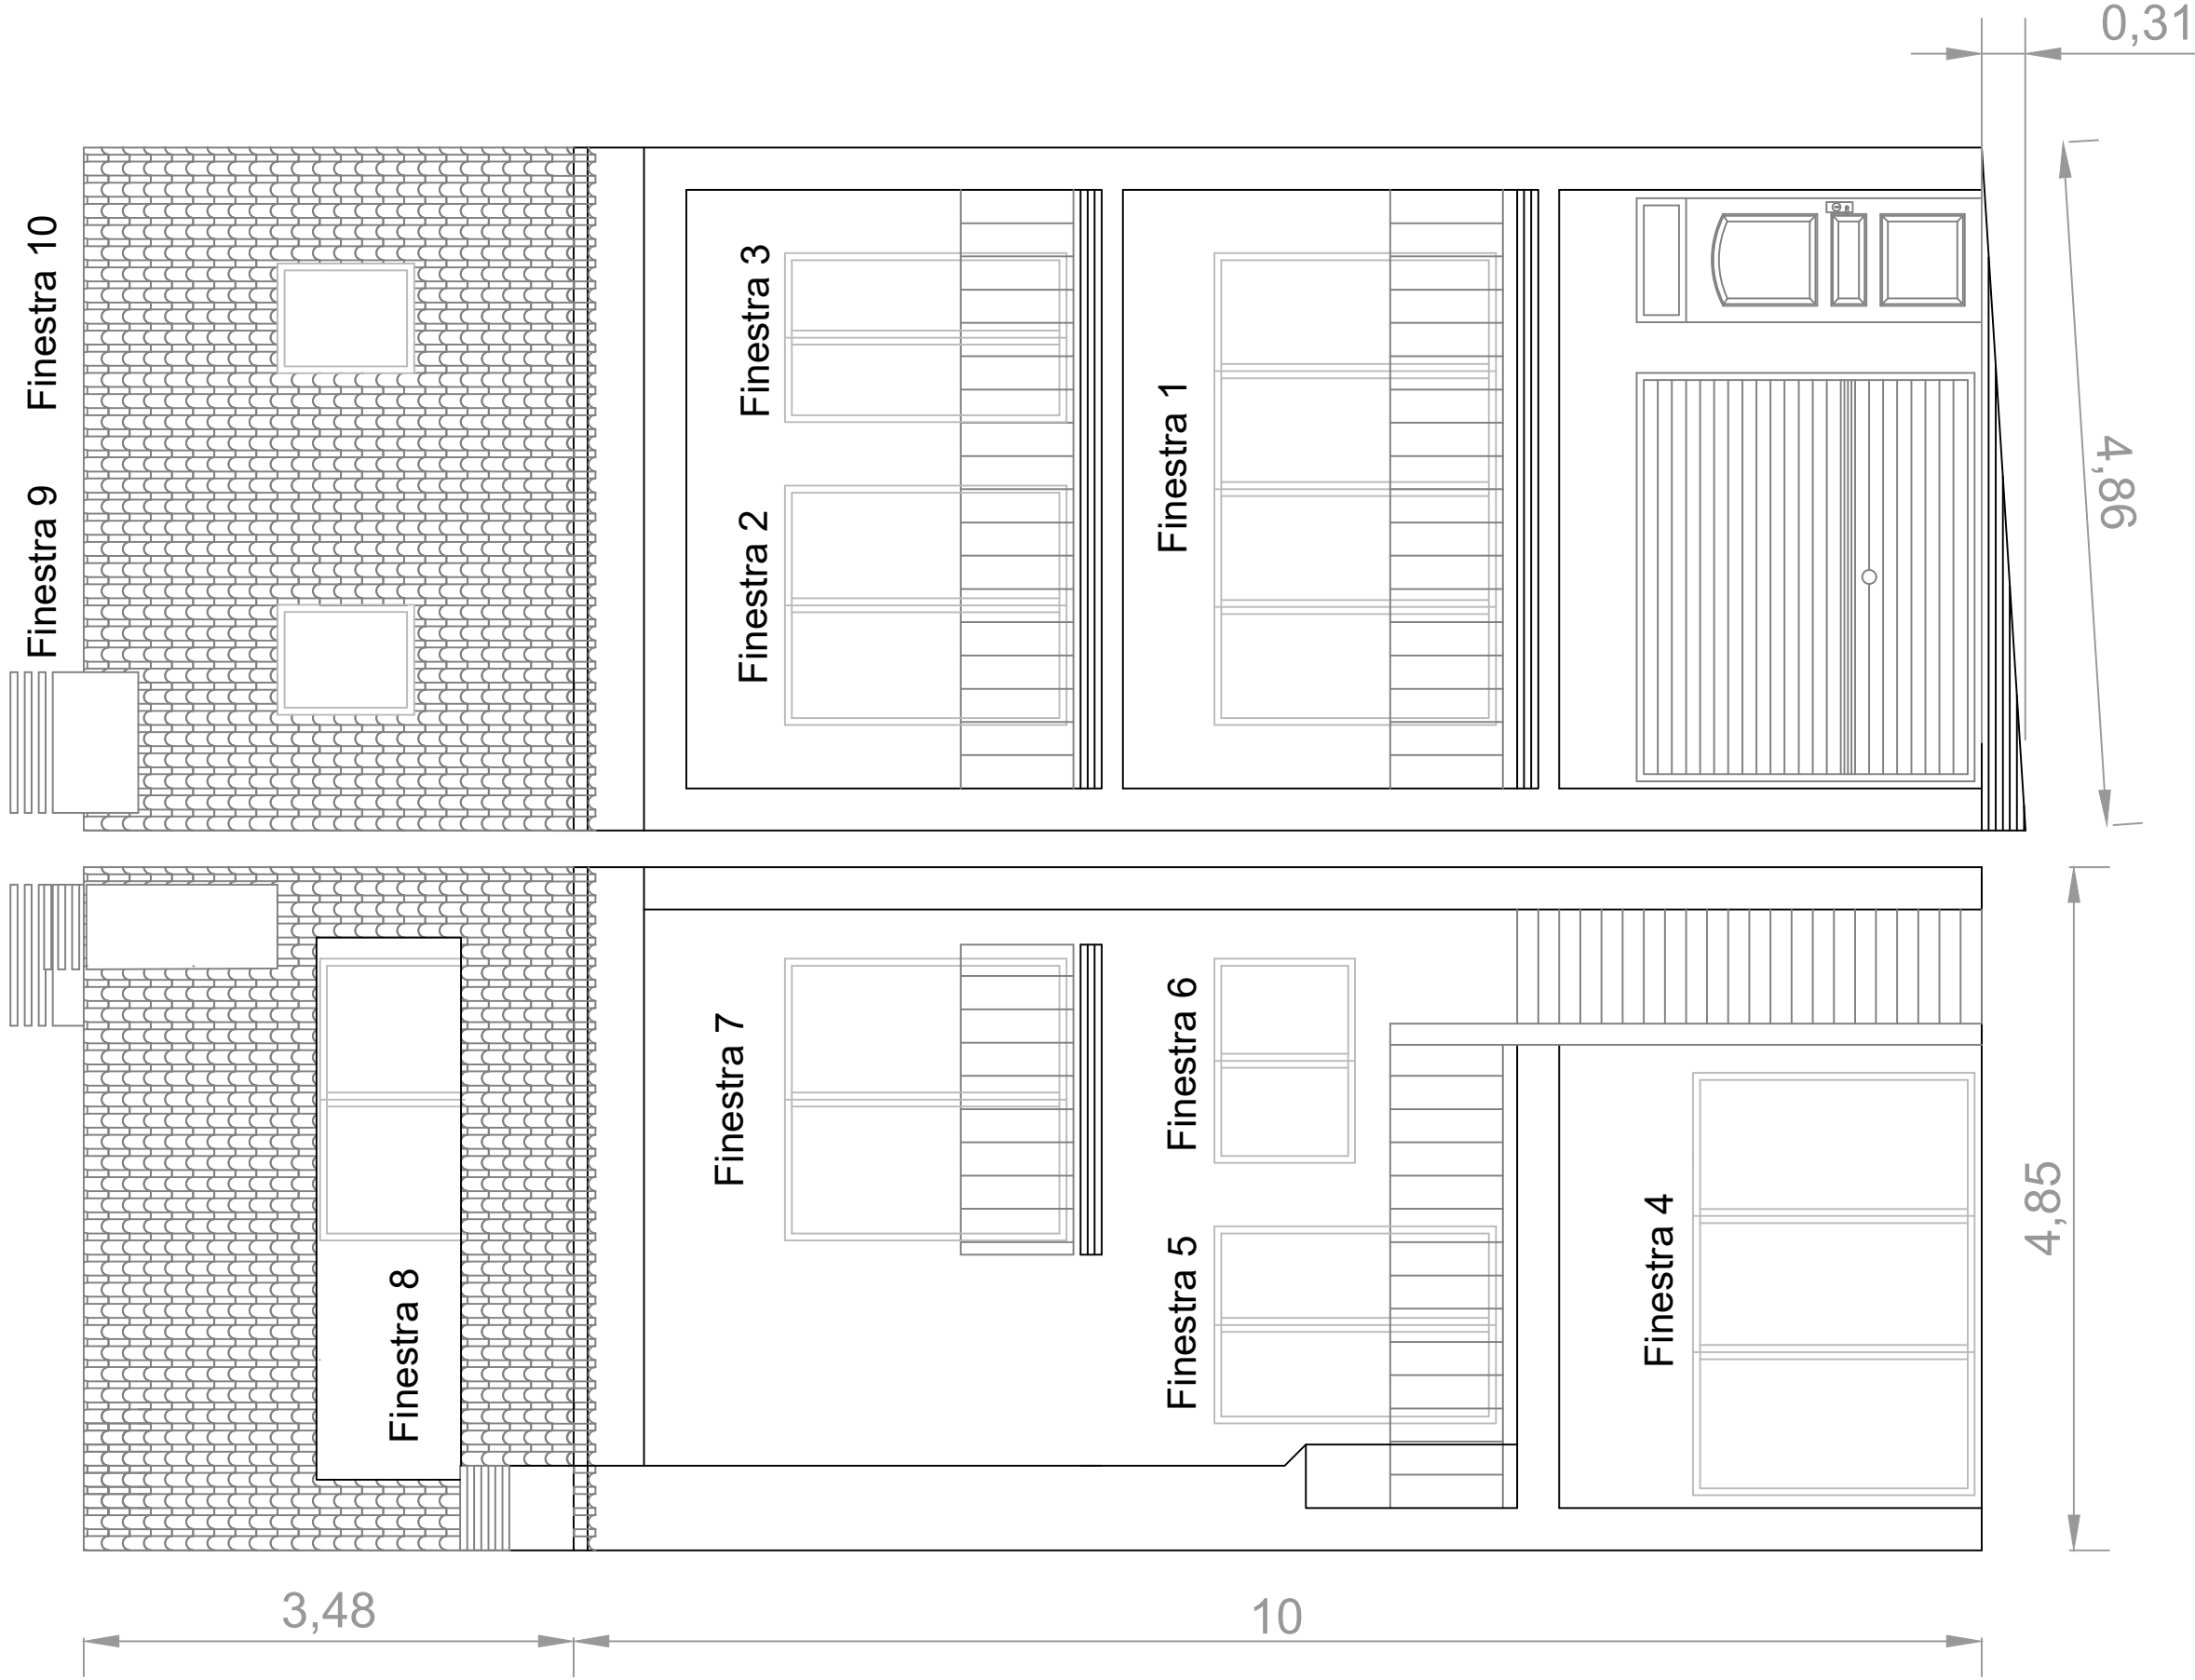 0,31
Finestra 10
Finestra 9
Finestra 3
Finestra 2
Finestra 1
4,86
Finestra 8
Finestra 7
Finestra 6
Finestra 5
Finestra 4
4,85
3,48
10